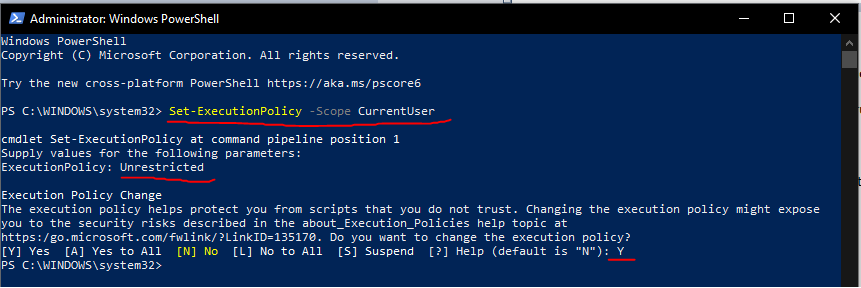 Administrator: Windows PowerShell
Windows PowerShell
Copyright (C) Microsoft Corporation. All rights reserved.
Try the new cross-platform PowerShell https://aka.ms/pscore6
PS C:\WINDOWS\system32> Set-ExecutionPolicy -Scope CurrentUser
cmdlet Set-ExecutionPolicy at command pipeline position 1
Supply values for the following parameters:
ExecutionPolicy: Unrestricted
Execution Policy Change
The execution policy helps protect you from scripts that you do not trust. Changing the execution policy might expose
you to the security risks described in the about_Execution_Policies help topic at
https:/go.microsoft.com/fwlink/?LinkID=135170. Do you want to change the execution policy?
[Y] Yes  [A] Yes to All  [N] No  [L] No to All  [S] Suspend  [?] Help (default is "N"): Y
PS C:\WINDOWS\system32>